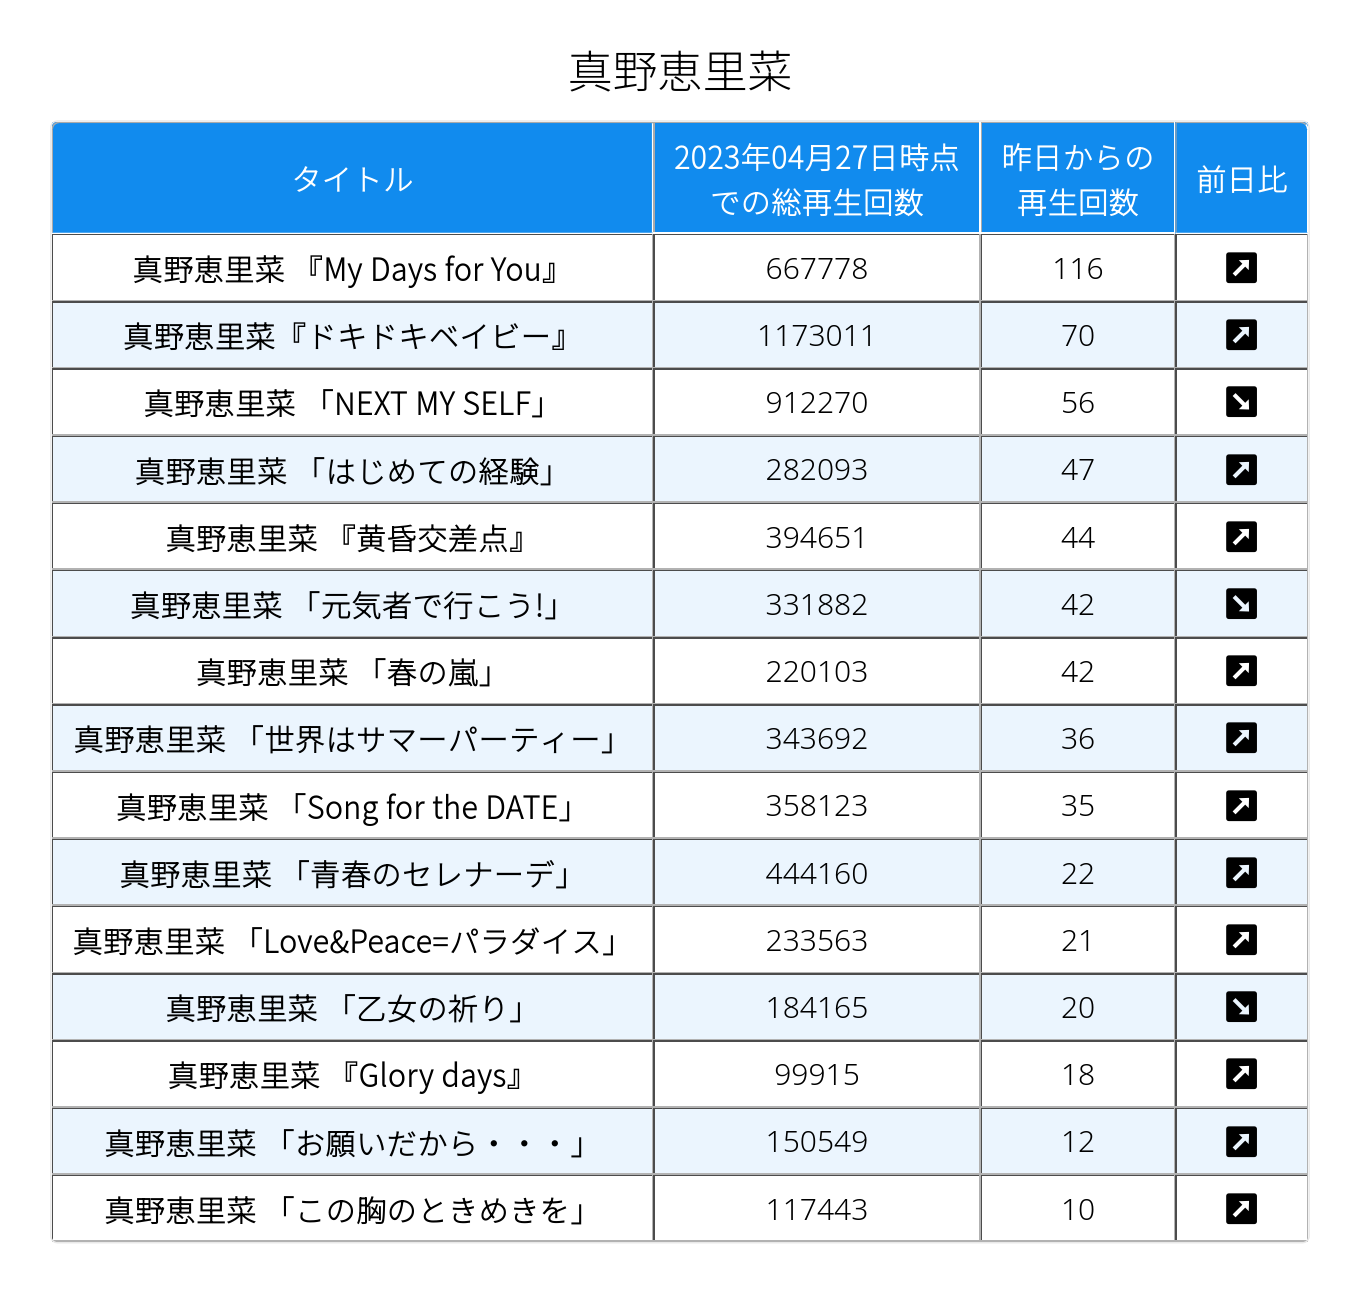 真野恵里菜
タイトル
2023年04月27日時点
での総再生回数
昨日からの
再生回数
前日比
真野恵里菜 『My Days for You』 667778 116 ↗
真野恵里菜『ドキドキベイビー』 1173011 70 ↗
真野恵里菜 「NEXT MY SELF」 912270 56 ↘
真野恵里菜 「はじめての経験」 282093 47 ↗
真野恵里菜 『黄昏交差点』 394651 44 ↗
真野恵里菜 「元気者で行こう!」 331882 42 ↘
真野恵里菜 「春の嵐」 220103 42 ↗
真野恵里菜 「世界はサマーパーティー」 343692 36 ↗
真野恵里菜 「Song for the DATE」 358123 35 ↗
真野恵里菜 「青春のセレナーデ」 444160 22 ↗
真野恵里菜 「Love&Peace=パラダイス」 233563 21 ↗
真野恵里菜 「乙女の祈り」 184165 20 ↘
真野恵里菜 『Glory days』 99915 18 ↗
真野恵里菜 「お願いだから・・・」 150549 12 ↗
真野恵里菜 「この胸のときめきを」 117443 10 ↗